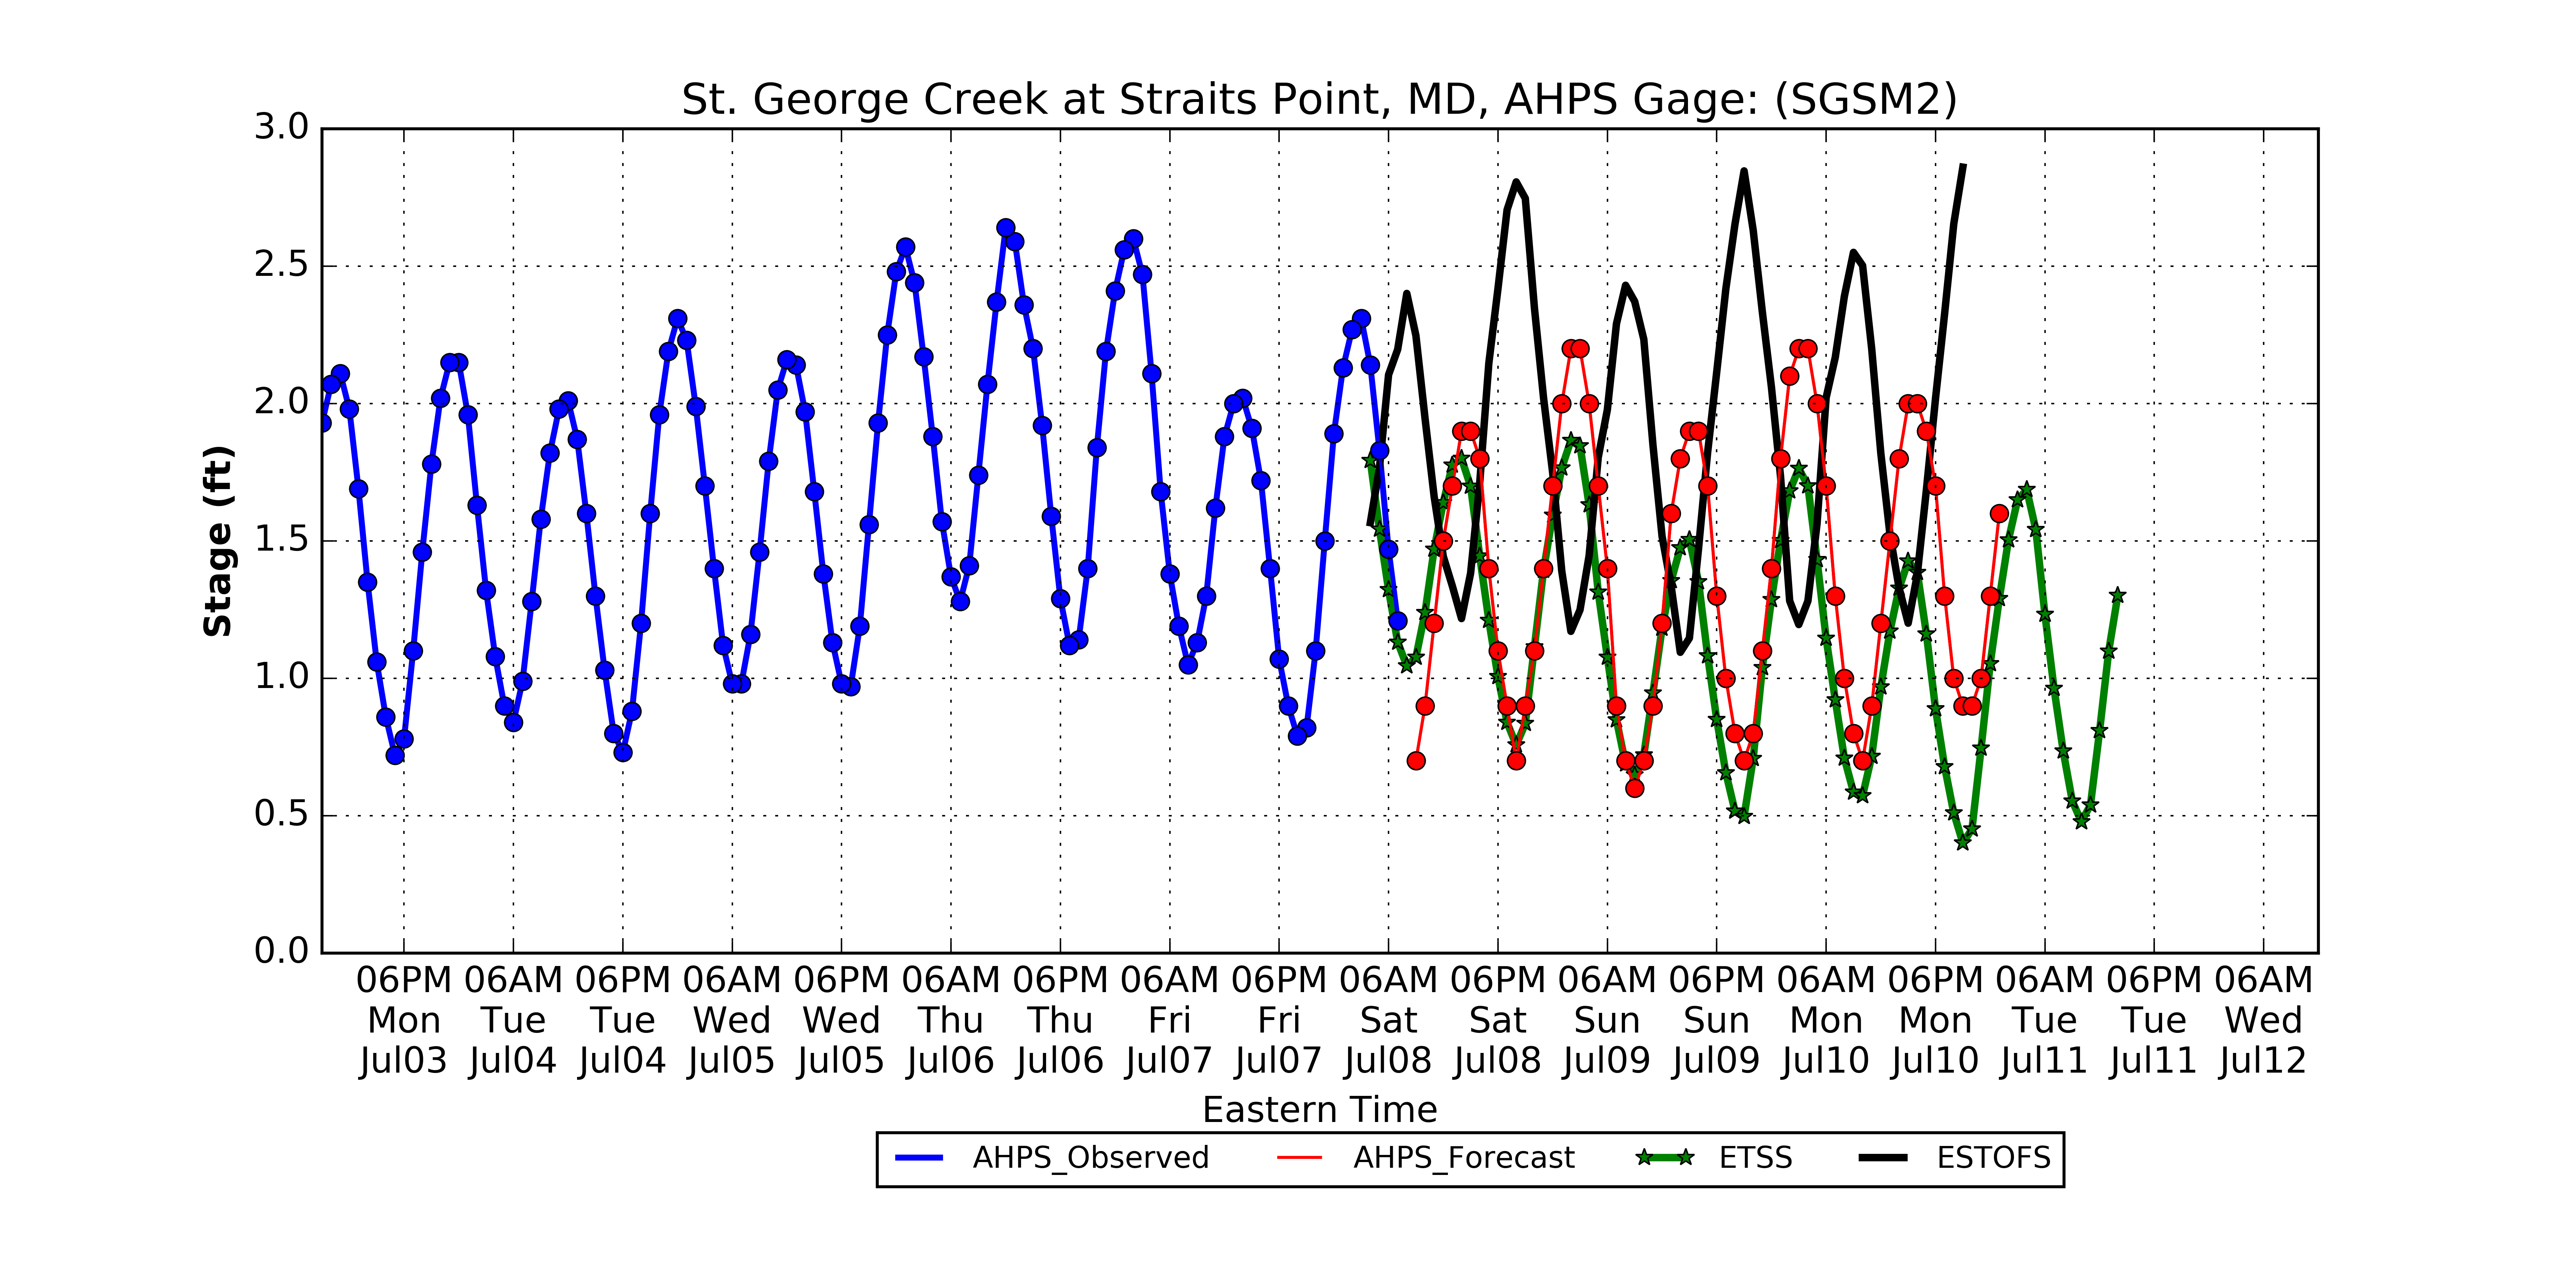 St. George Creek at Straits Point, MD, AHPS Gage: (SGSM2)
3.0
2.5
2.0
1.5
1.0
0.5
0.0
Stage (ft)
06PM 06AM 06PM 06AM 06PM 06AM 06PM 06AM 06PM 06AM 06PM 06AM 06PM 06AM 06PM 06AM 06PM 06AM
Mon Tue Tue Wed Wed Thu Thu Fri Fri Sat Sat Sun Sun Mon Mon Tue Tue Wed
Jul03 Jul04 Jul04 Jul05 Jul05 Jul06 Jul06 Jul07 Jul07 Jul08 Jul08 Jul09 Jul09 Jul10 Jul10 Jul11 Jul11 Jul12
Eastern Time
AHPS_Observed AHPS_Forecast ETSS ESTOFS